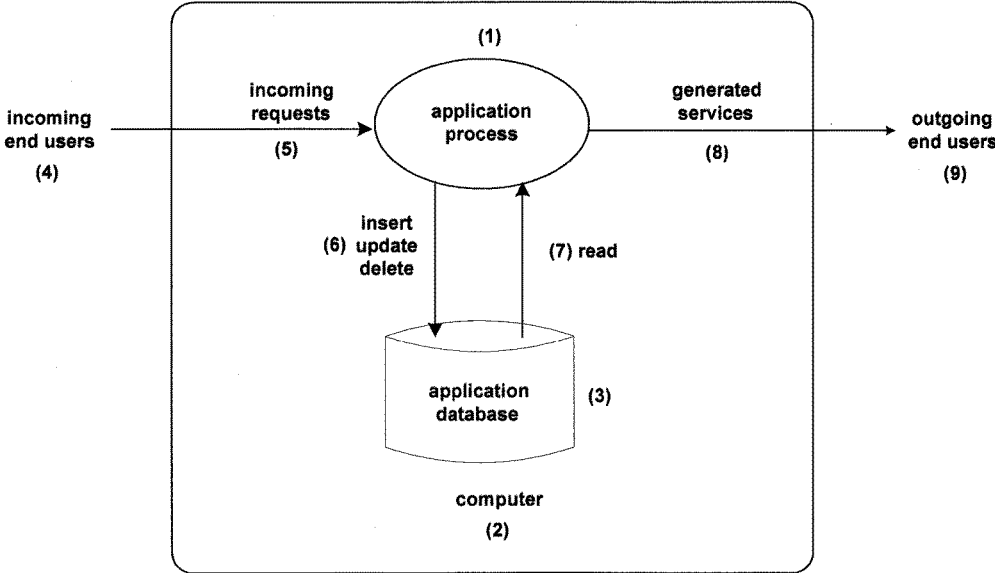 (1)
incoming
requests
(5)
application
process
generated
services
(8)
incoming
end users
(4)
outgoing
end users
(9)
insert
(6) update
delete
(7) read
application
database
(3)
computer
(2)